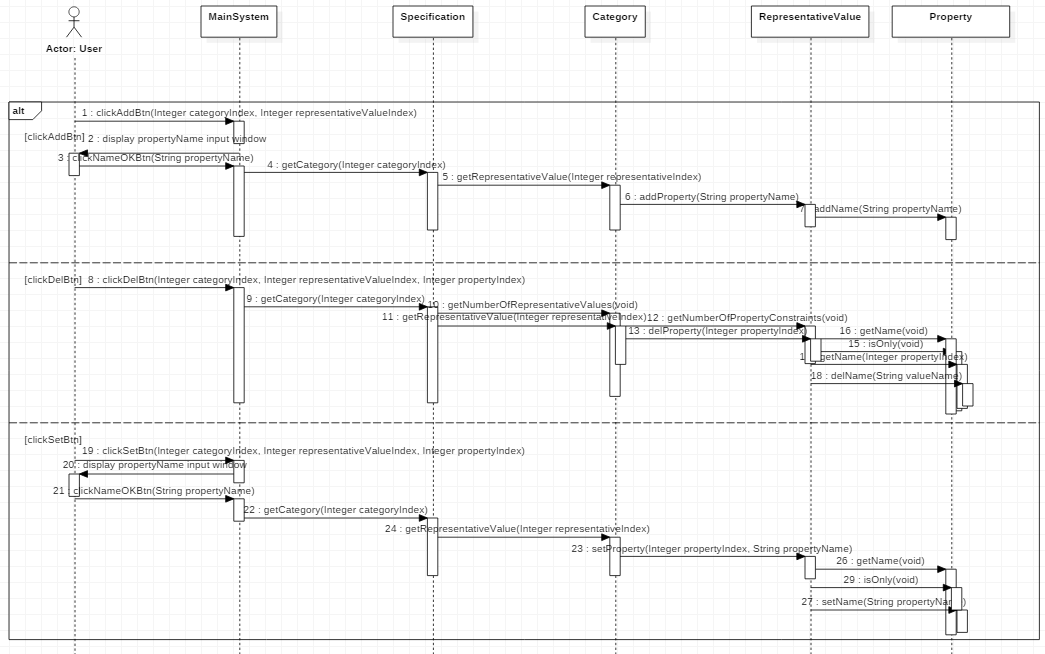 MainSystem
Specification
Category
RepresentativeValue
Property
Actor: User
alt
1 : clickAddBtn(Integer categoryIndex, Integer representativeValueIndex)
[clickAddBtn]
2 : display propertyName input window
3 : clickNameOKBtn(String propertyName)
4 : getCategory(Integer categoryIndex)
5 : getRepresentativeValue(Integer representativeIndex)
6 : addProperty(String propertyName)
7 : addName(String propertyName)
[clickDelBtn]
8 : clickDelBtn(Integer categoryIndex, Integer representativeValueIndex, Integer propertyIndex)
9 : getCategory(Integer categoryIndex)
10 : getNumberOfRepresentativeValues(void)
11 : getRepresentativeValue(Integer representativeIndex)
12 : getNumberOfPropertyConstraints(void)
13 : delProperty(Integer propertyIndex)
16 : getName(void)
15 : isOnly(void)
getName(Integer propertyIndex)
18 : delName(String valueName)
[clickSetBtn]
19 : clickSetBtn(Integer categoryIndex, Integer representativeValueIndex, Integer propertyIndex)
20 : display propertyName input window
21 : clickNameOKBtn(String propertyName)
22 : getCategory(Integer categoryIndex)
24 : getRepresentativeValue(Integer representativeIndex)
23 : setProperty(Integer propertyIndex, String propertyName)
26 : getName(void)
29 : isOnly(void)
27 : setName(String propertyName)